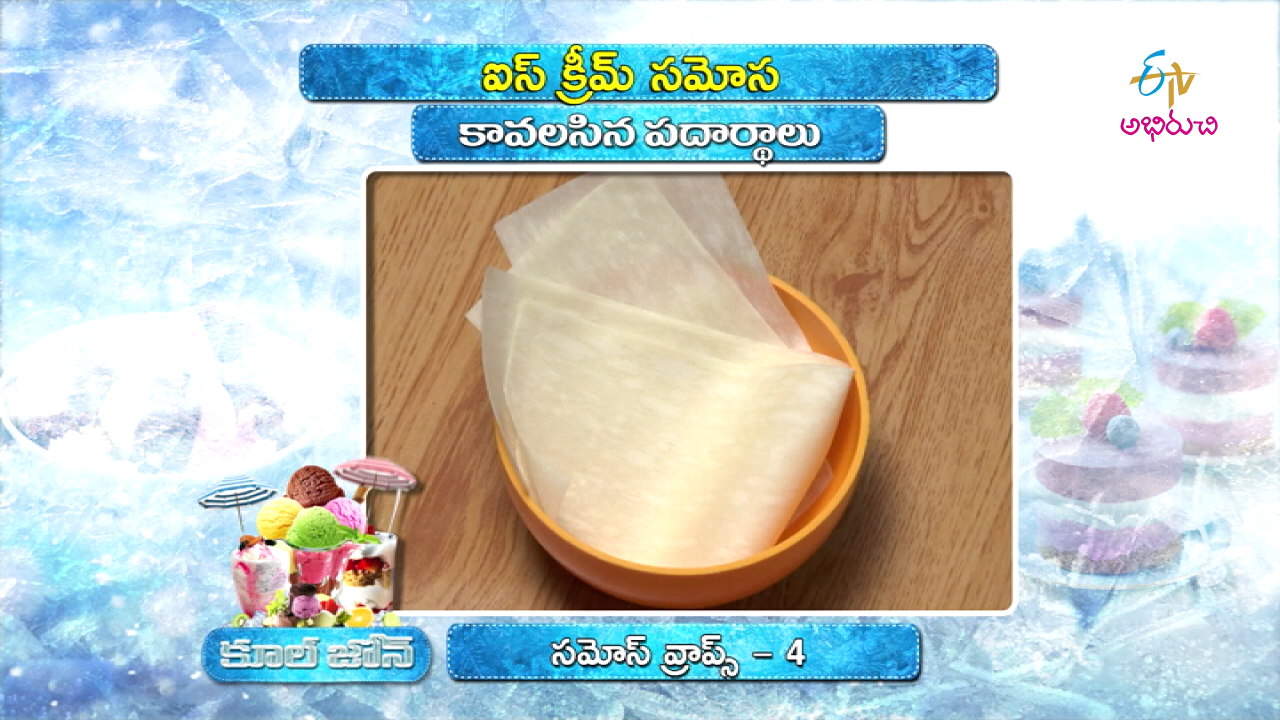 ఐస్ క్రీమ్ సమోస
కావలసిన పదార్థాలు
ETV
అభిరుచి
కూల్ జోన్
సమోస్ వ్రాప్స్ – 4